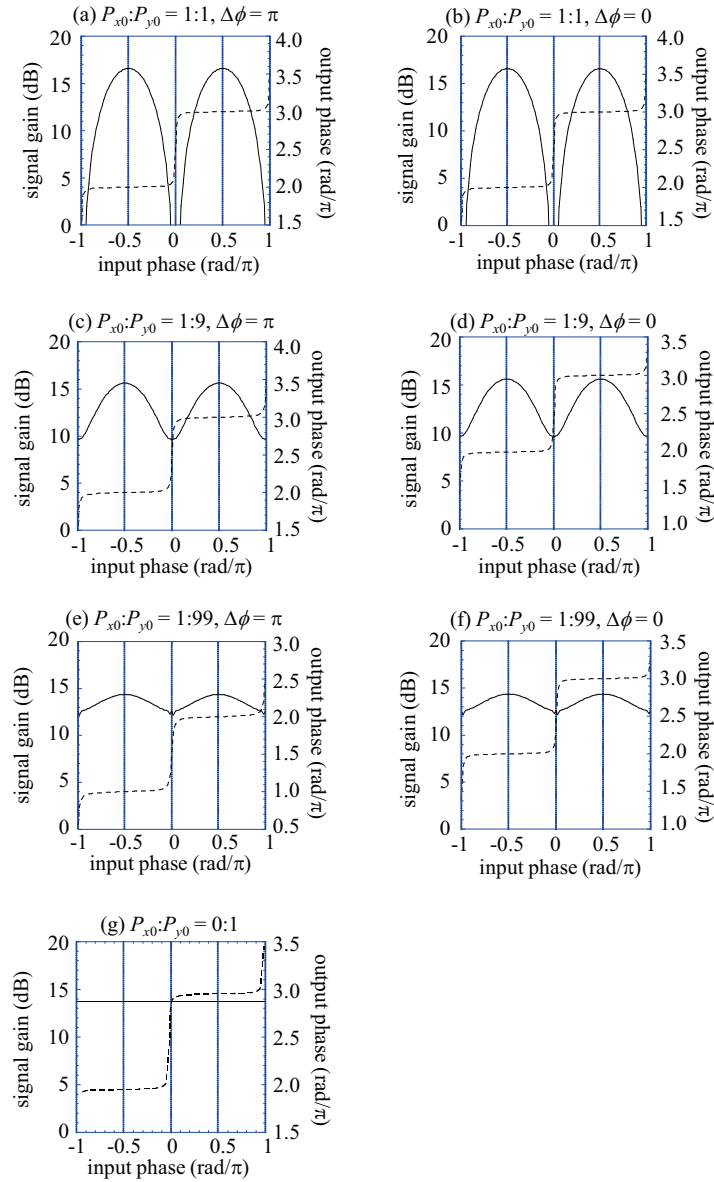 (a) Px0:Py0 = 1:1, Δϕ = π
signal gain (dB)
20
15
10
5
0
4.0
3.5
3.0
2.5
2.0
1.5
output phase (rad/π)
-1 -0.5 0 0.5 1
input phase (rad/π)
(b) Px0:Py0 = 1:1, Δϕ = 0
signal gain (dB)
20
15
10
5
0
4.0
3.5
3.0
2.5
2.0
1.5
output phase (rad/π)
-1 -0.5 0 0.5 1
input phase (rad/π)
(c) Px0:Py0 = 1:9, Δϕ = π
signal gain (dB)
20
15
10
5
0
4.0
3.5
3.0
2.5
2.0
1.5
output phase (rad/π)
-1 -0.5 0 0.5 1
input phase (rad/π)
(d) Px0:Py0 = 1:9, Δϕ = 0
signal gain (dB)
20
15
10
5
0
3.5
3.0
2.5
2.0
1.5
1.0
output phase (rad/π)
-1 -0.5 0 0.5 1
input phase (rad/π)
(e) Px0:Py0 = 1:99, Δϕ = π
signal gain (dB)
20
15
10
5
0
3.0
2.5
2.0
1.5
1.0
0.5
output phase (rad/π)
-1 -0.5 0 0.5 1
input phase (rad/π)
(f) Px0:Py0 = 1:99, Δϕ = 0
signal gain (dB)
20
15
10
5
0
3.5
3.0
2.5
2.0
1.5
1.0
output phase (rad/π)
-1 -0.5 0 0.5 1
input phase (rad/π)
(g) Px0:Py0 = 0:1
signal gain (dB)
20
15
10
5
0
3.5
3.0
2.5
2.0
1.5
output phase (rad/π)
-1 -0.5 0 0.5 1
input phase (rad/π)